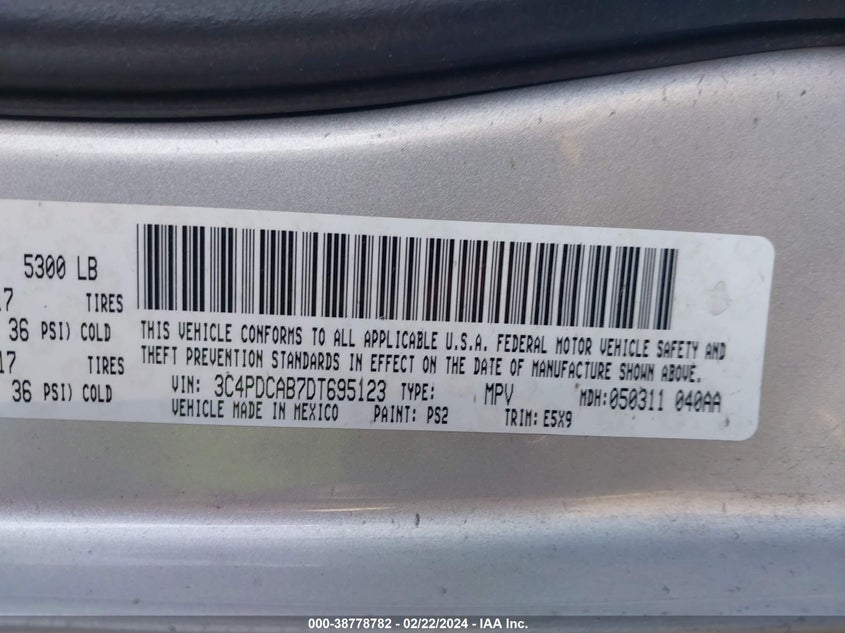 5300 LB
17 TIRES
36 PSI) COLD
17 TIRES
36 PSI) COLD
THIS VEHICLE CONFORMS TO ALL APPLICABLE U.S.A. FEDERAL MOTOR VEHICLE SAFETY AND
THEFT PREVENTION STANDARDS IN EFFECT ON THE DATE OF MANUFACTURE SHOWN ABOVE.
VIN: 3C4PDCAB7DT695123 TYPE: MPV MDH:050311 040AA
VEHICLE MADE IN MEXICO PAINT: PS2 TRIM: E5X9
000-38778782 - 02/22/2024 - IAA Inc.